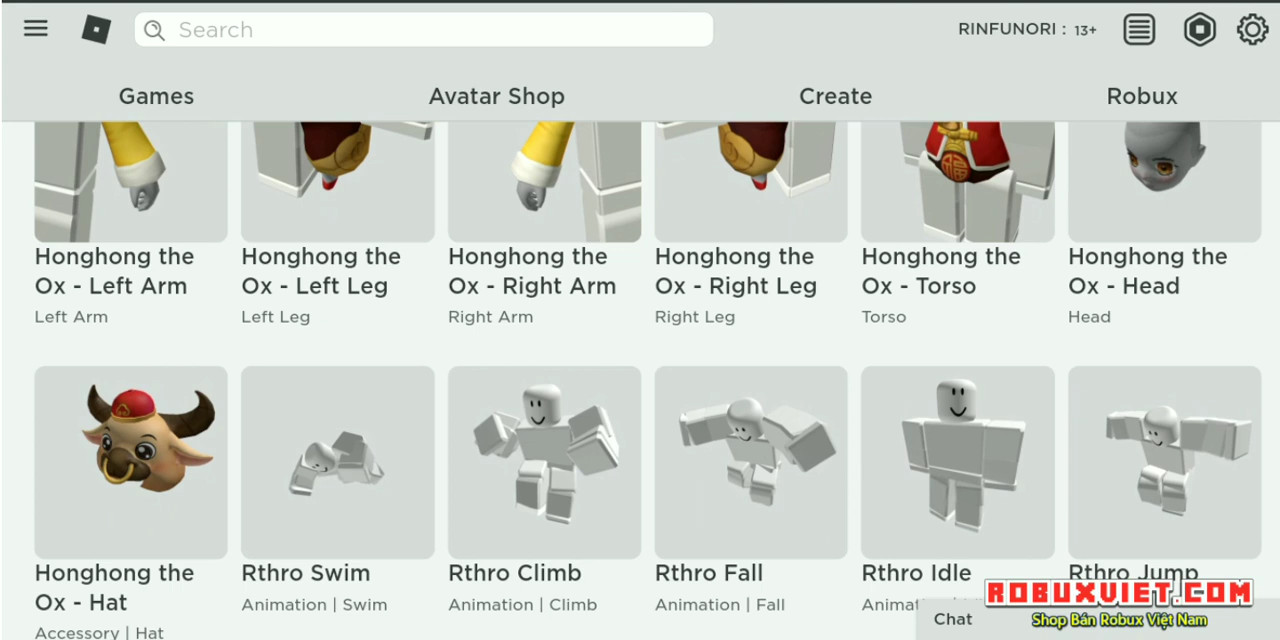 Search
RINFUNORI : 13+
Games
Avatar Shop
Create
Robux
Honghong the
Ox - Left Arm
Left Arm
Honghong the
Ox - Left Leg
Left Leg
Honghong the
Ox - Right Arm
Right Arm
Honghong the
Ox - Right Leg
Right Leg
Honghong the
Ox - Torso
Torso
Honghong the
Ox - Head
Head
Honghong the
Ox - Hat
Accessory | Hat
Rthro Swim
Animation | Swim
Rthro Climb
Animation | Climb
Rthro Fall
Animation | Fall
Rthro Idle
Rthro Jump
Chat
ROBUXVIET.COM
Shop Bán Robux Việt Nam